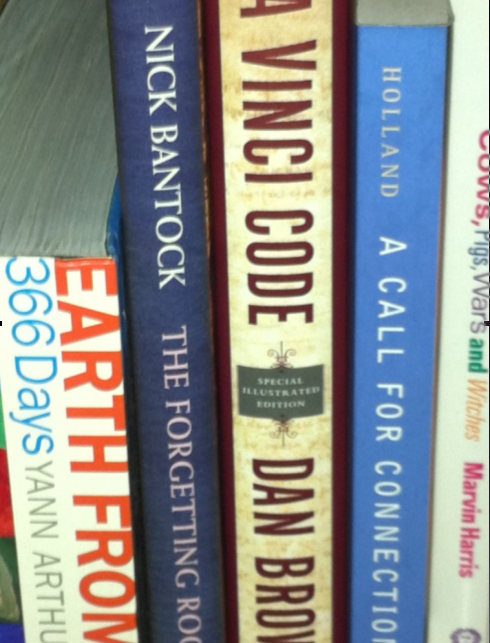 EARTH FROM
366 Days YANN ARTHU
NICK BANTOCK THE FORGETTING ROO
A VINCI CODE
SPECIAL
ILLUSTRATED
EDITION
DAN BROW
HOLLAND A CALL FOR CONNECTIO
Cows, Pigs, Wars and Witches Marvin Harris